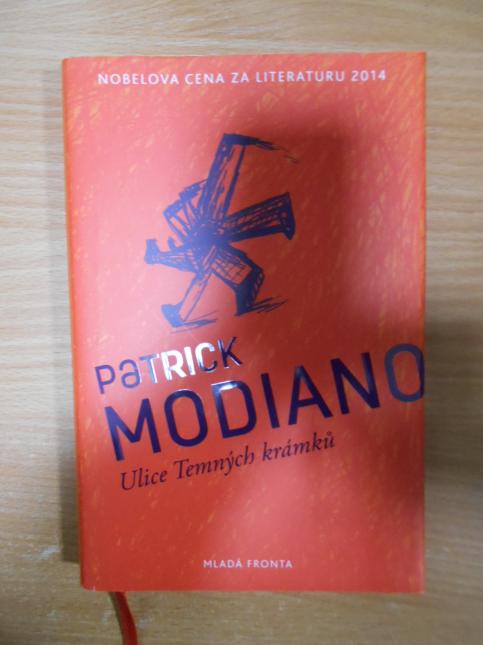 NOBELOVA CENA ZA LITERATURU 2014
PaTRICK
MODIANO
Ulice Temných krámků
MLADÁ FRONTA